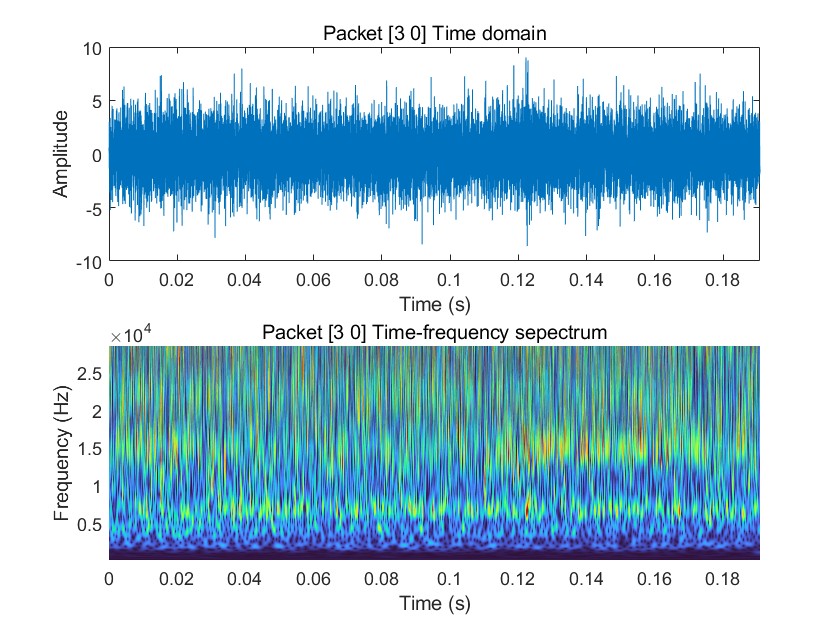 Packet [3 0] Time domain
10
5
0
-5
-10
Amplitude
0 0.02 0.04 0.06 0.08 0.1 0.12 0.14 0.16 0.18
Time (s)
×10⁴
Packet [3 0] Time-frequency sepectrum
2.5
2
1.5
1
0.5
Frequency (Hz)
0 0.02 0.04 0.06 0.08 0.1 0.12 0.14 0.16 0.18
Time (s)